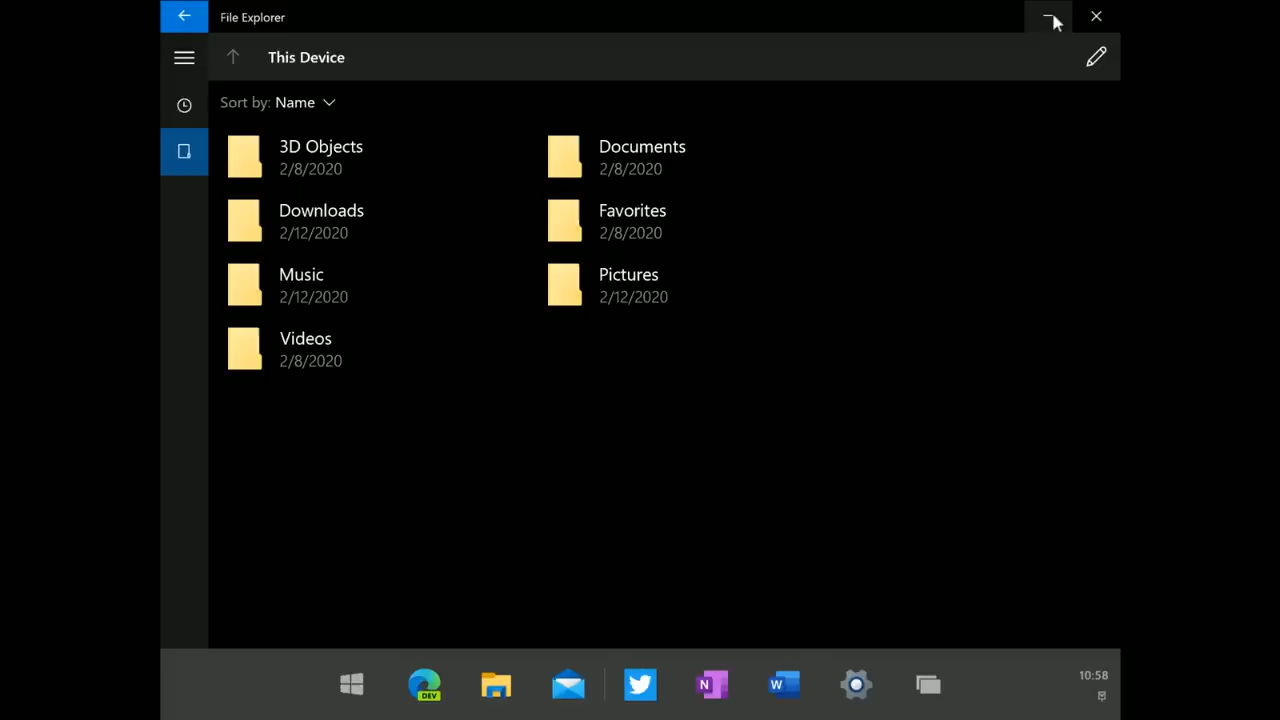 File Explorer
This Device
Sort by: Name
3D Objects
2/8/2020
Documents
2/8/2020
Downloads
2/12/2020
Favorites
2/8/2020
Music
2/12/2020
Pictures
2/12/2020
Videos
2/8/2020
DEV
N
W
10:58